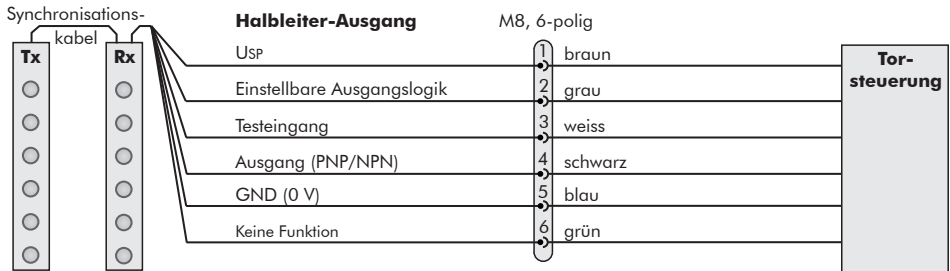 Synchronisations-
kabel
Tx
Rx
Halbleiter-Ausgang
M8, 6-polig
USP
1
braun
Einstellbare Ausgangslogik
2
grau
Testeingang
3
weiss
Ausgang (PNP/NPN)
4
schwarz
GND (0 V)
5
blau
Keine Funktion
6
grün
Tor-
steuerung